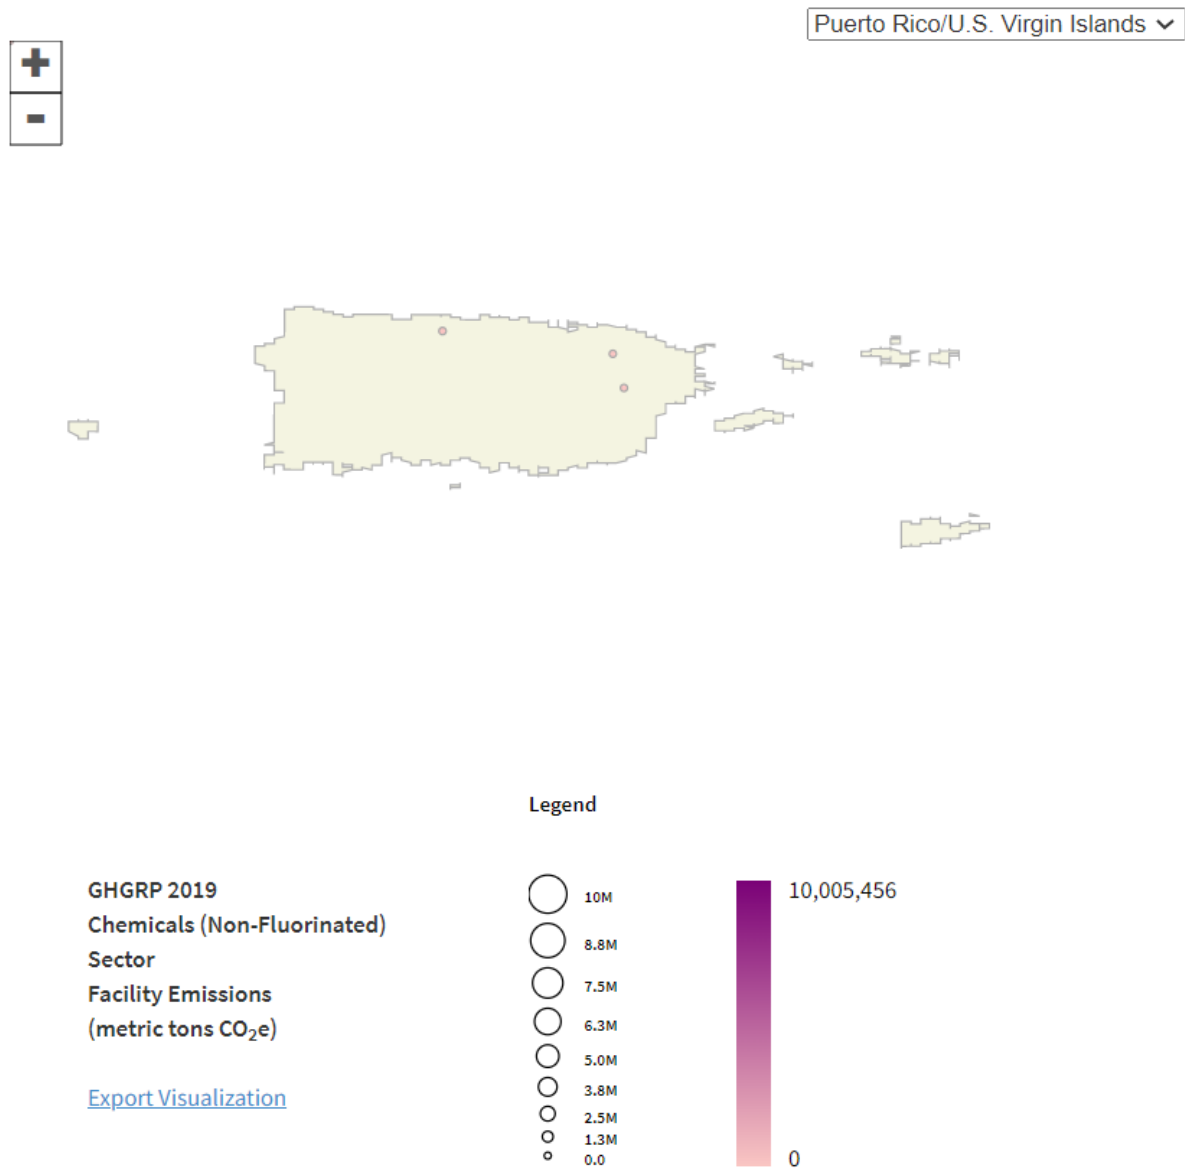 Puerto Rico/U.S. Virgin Islands
+
-
Legend
GHGRP 2019
Chemicals (Non-Fluorinated)
Sector
Facility Emissions
(metric tons CO₂e)
Export Visualization
10M
8.8M
7.5M
6.3M
5.0M
3.8M
2.5M
1.3M
0.0
10,005,456
0